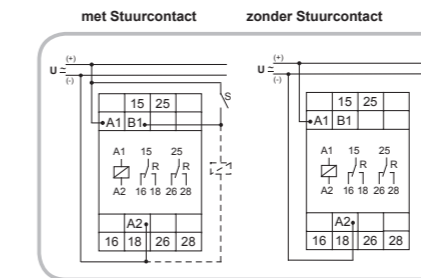 met Stuurcontact zonder Stuurcontact
(+) (+)
U = U =
(-) (-)
S
15 25 15 25
A1 B1 A1 B1
A1 15 25 A1 15 25
R R R R
A2 16 18 26 28 A2 16 18 26 28
A2 A2
16 18 26 28 16 18 26 28